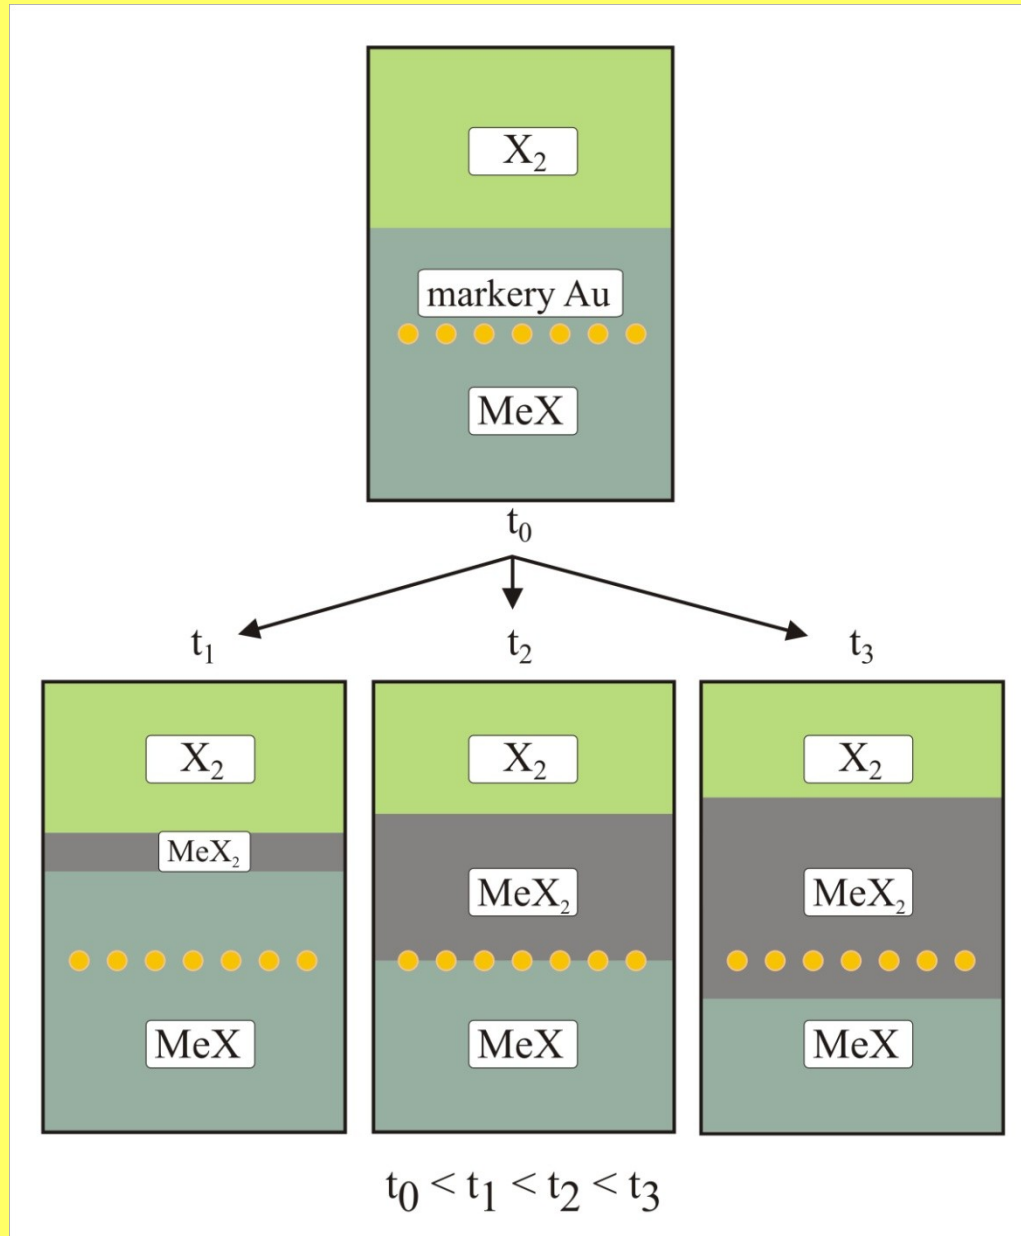 X₂
markery Au
MeX
t₀
t₁
t₂
t₃
X₂
X₂
X₂
MeX₂
MeX₂
MeX₂
MeX
MeX
MeX
t₀ < t₁ < t₂ < t₃